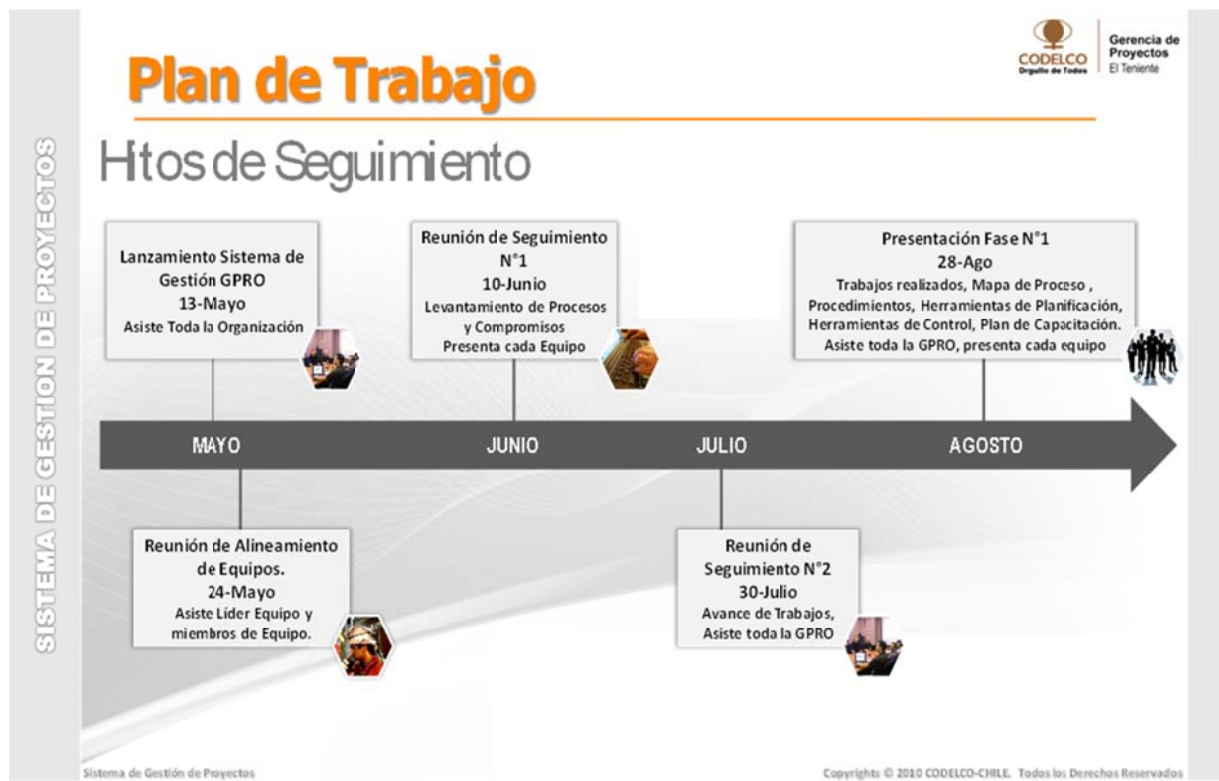 Plan de Trabajo
CODELCO
Orgullo de Todos
Gerencia de
Proyectos
El Teniente
Hitos de Seguimiento
SISTEMA DE GESTION DE PROYECTOS
Lanzamiento Sistema de
Gestión GPRO
13-Mayo
Asiste Toda la Organización
Reunión de Seguimiento
N°1
10-Junio
Levantamiento de Procesos
y Compromisos
Presenta cada Equipo
Presentación Fase N°1
28-Ago
Trabajos realizados, Mapa de Proceso ,
Procedimientos, Herramientas de Planificación,
Herramientas de Control, Plan de Capacitación.
Asiste toda la GPRO, presenta cada equipo
MAYO
JUNIO
JULIO
AGOSTO
Reunión de Alineamiento
de Equipos.
24-Mayo
Asiste Líder Equipo y
miembros de Equipo.
Reunión de
Seguimiento N°2
30-Julio
Avance de Trabajos,
Asiste toda la GPRO
Sistema de Gestión de Proyectos
Copyrights © 2010 CODELCO-CHILE. Todos los Derechos Reservados